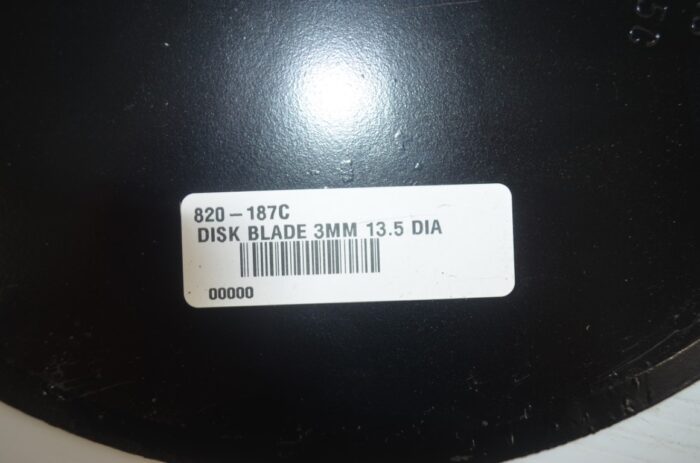 820-187C
DISK BLADE 3MM 13.5 DIA
00000